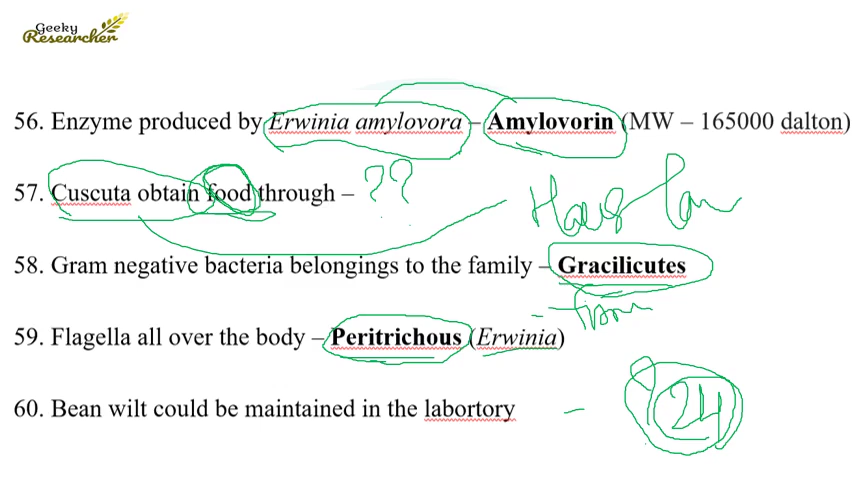 Geeky
Researcher
56. Enzyme produced by Erwinia amylovora – Amylovorin (MW – 165000 dalton)
57. Cuscuta obtain food through – ??
58. Gram negative bacteria belongings to the family – Gracilicutes
59. Flagella all over the body – Peritrichous (Erwinia)
60. Bean wilt could be maintained in the labortory – 24